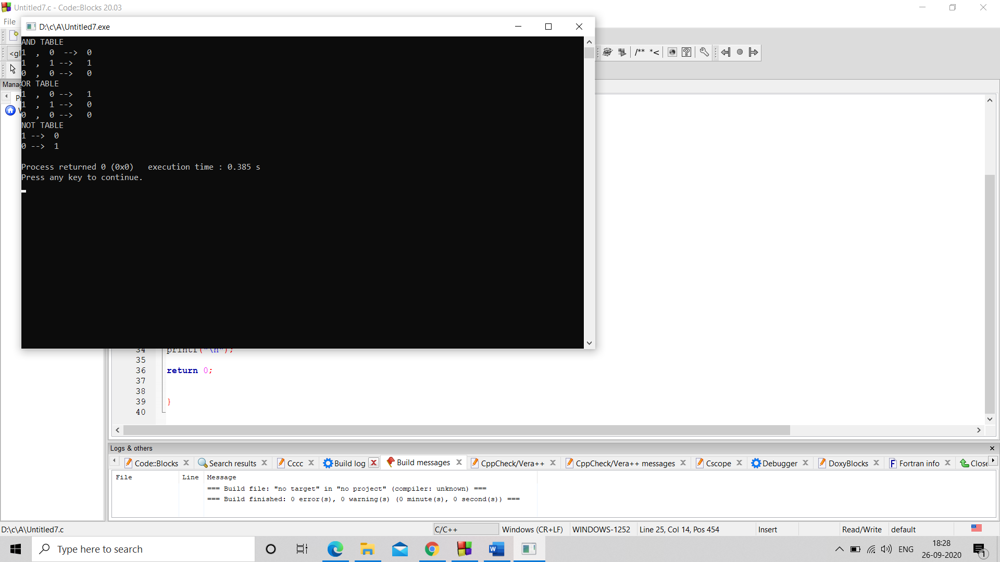 Untitled7.c - Code::Blocks 20.03
File
D:\c\A\Untitled7.exe
AND TABLE
1  ,  0  -->  0
1  ,  1 -->   1
0  ,  0 -->   0
OR TABLE
1  ,  0 -->   1
1  ,  1 -->   0
0  ,  0 -->   0
NOT TABLE
1 -->  0
0 -->  1
Process returned 0 (0x0)   execution time : 0.385 s
Press any key to continue.
<gl
/** *<
Manag
34 printf("\n");
35
36 return 0;
37
38
39 }
40
Logs & others
Code::Blocks Search results Cccc Build log Build messages CppCheck/Vera++ CppCheck/Vera++ messages Cscope Debugger DoxyBlocks Fortran info Close
File Line Message
=== Build file: "no target" in "no project" (compiler: unknown) ===
=== Build finished: 0 error(s), 0 warning(s) (0 minute(s), 0 second(s)) ===
D:\c\A\Untitled7.c C/C++ Windows (CR+LF) WINDOWS-1252 Line 25, Col 14, Pos 454 Insert Read/Write default
Type here to search
ENG
18:28
26-09-2020
1